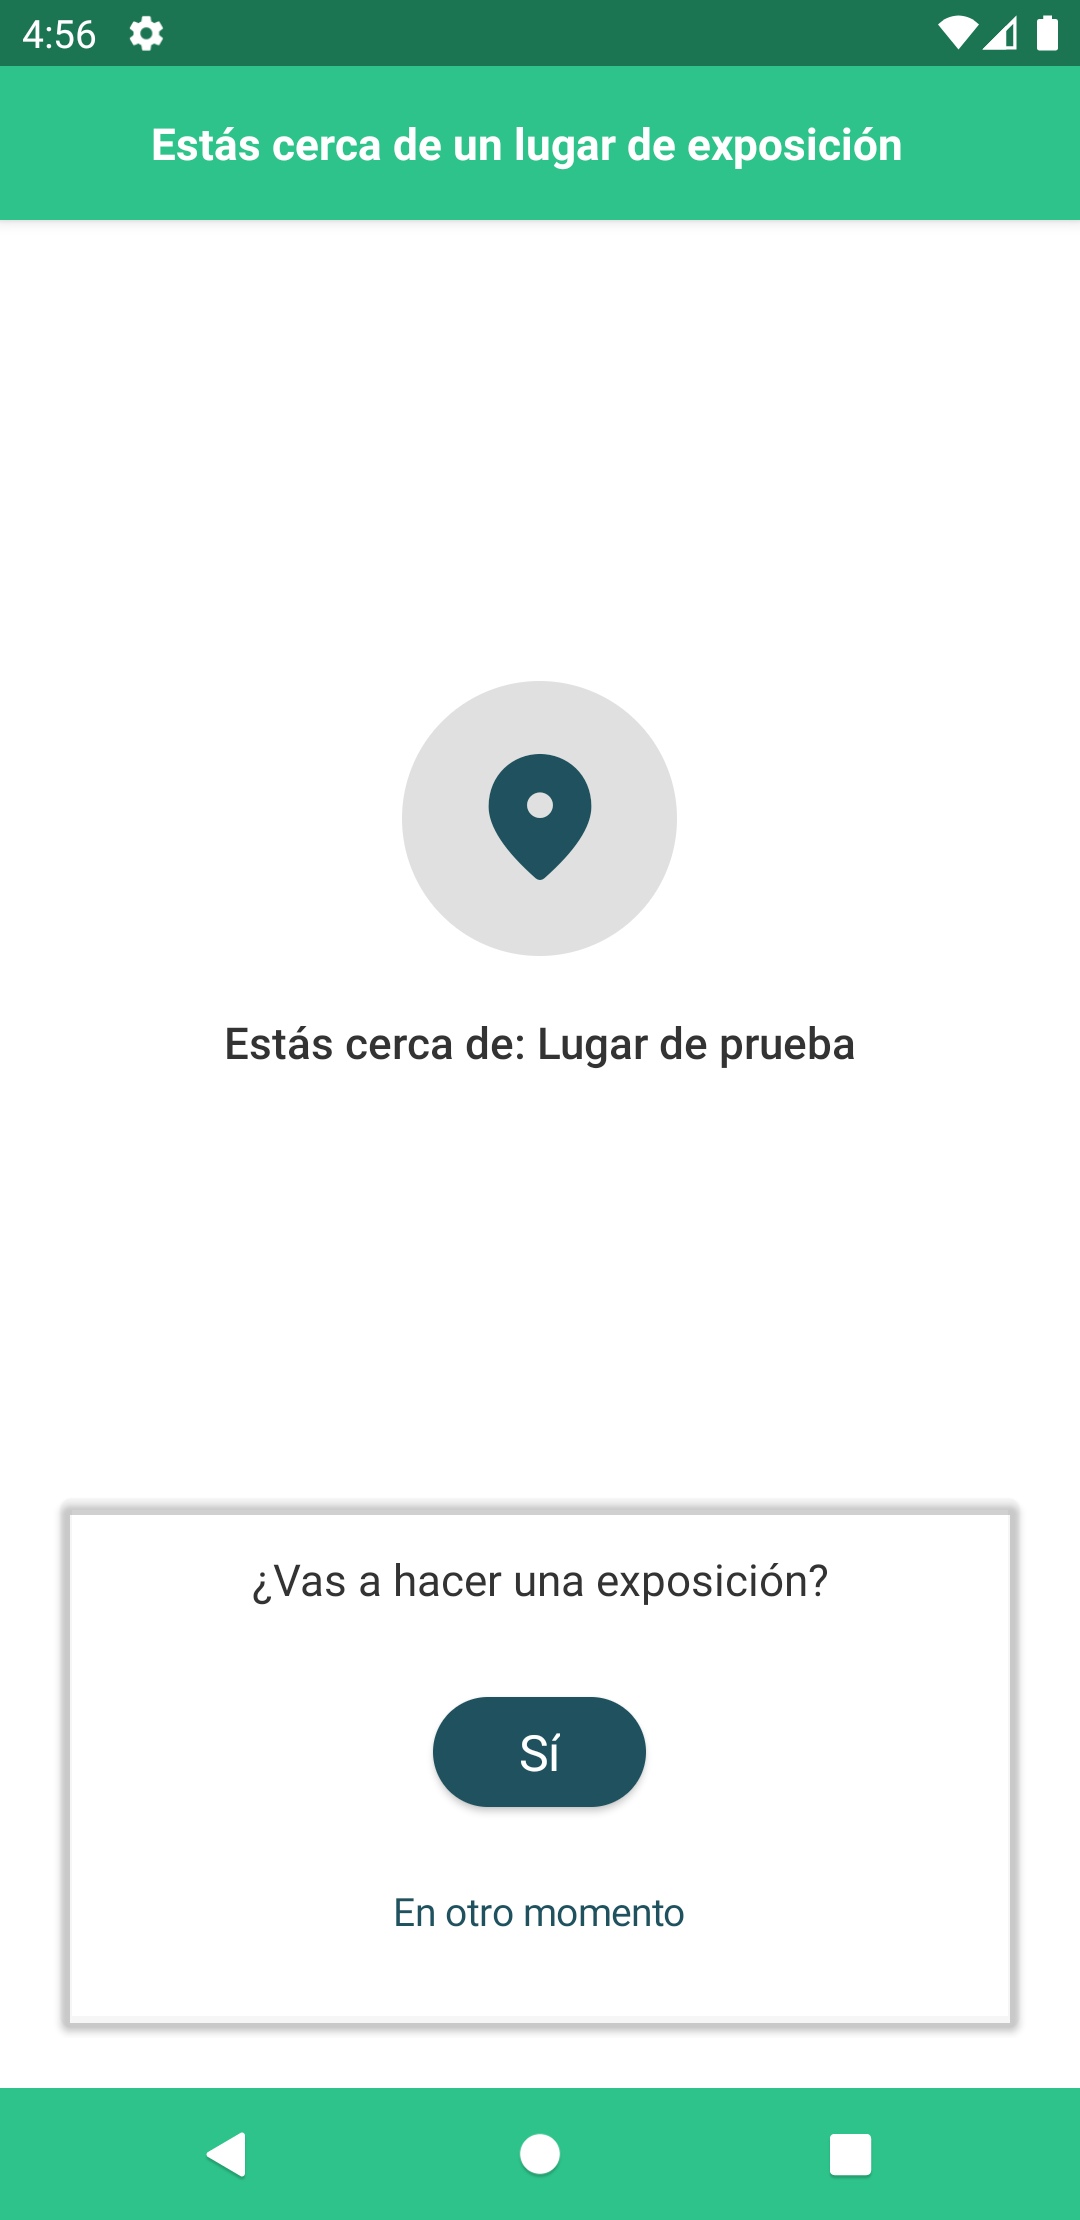 4:56
Estás cerca de un lugar de exposición
Estás cerca de: Lugar de prueba
¿Vas a hacer una exposición?
Sí
En otro momento